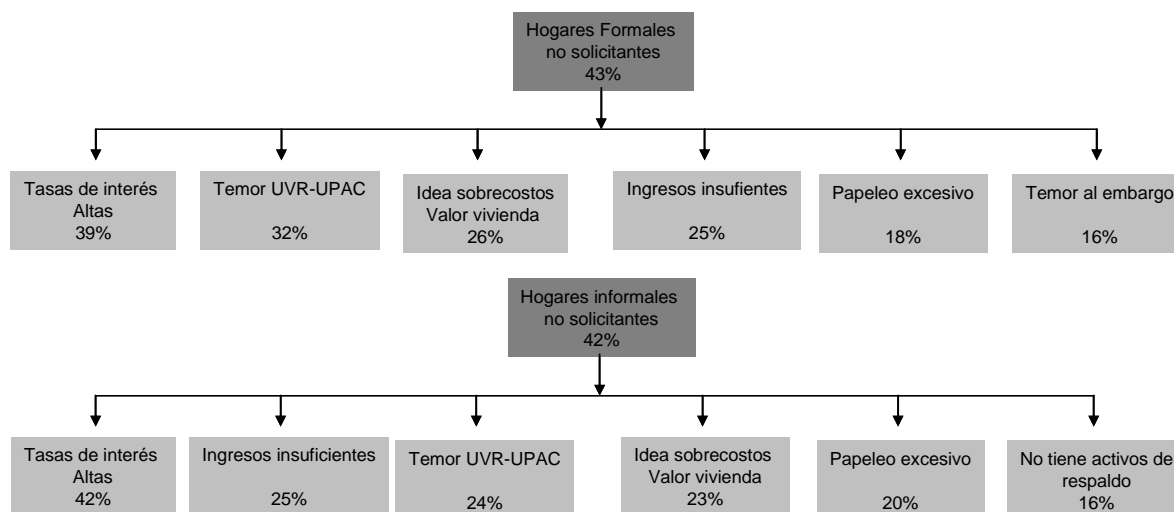 Hogares Formales
no solicitantes
43%
Tasas de interés
Altas
39%
Temor UVR-UPAC
32%
Idea sobrecostos
Valor vivienda
26%
Ingresos insufientes
25%
Papeleo excesivo
18%
Temor al embargo
16%
Hogares informales
no solicitantes
42%
Tasas de interés
Altas
42%
Ingresos insuficientes
25%
Temor UVR-UPAC
24%
Idea sobrecostos
Valor vivienda
23%
Papeleo excesivo
20%
No tiene activos de
respaldo
16%